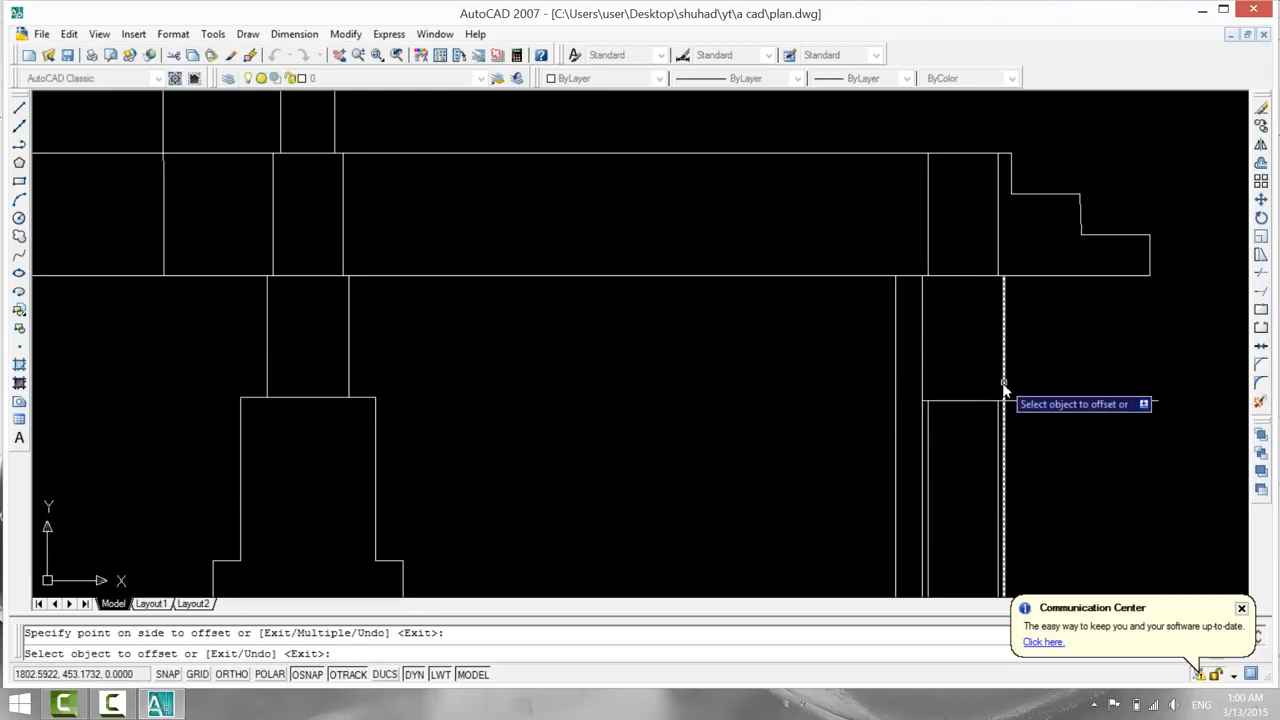 AutoCAD 2007 - [C:\Users\user\Desktop\shuhad\yt\a cad\plan.dwg]
File Edit View Insert Format Tools Draw Dimension Modify Express Window Help
Standard Standard Standard
AutoCAD Classic 0 ByLayer ByLayer ByLayer ByColor
Select object to offset or
Y
X
A
Model Layout1 Layout2
Communication Center
The easy way to keep you and your software up-to-date.
Click here.
Specify point on side to offset or [Exit/Multiple/Undo] <Exit>:
Select object to offset or [Exit/Undo] <Exit>:
1802.5922, 453.1732, 0.0000 SNAP GRID ORTHO POLAR OSNAP OTRACK DUCS DYN LWT MODEL
ENG
1:00 AM
3/13/2015